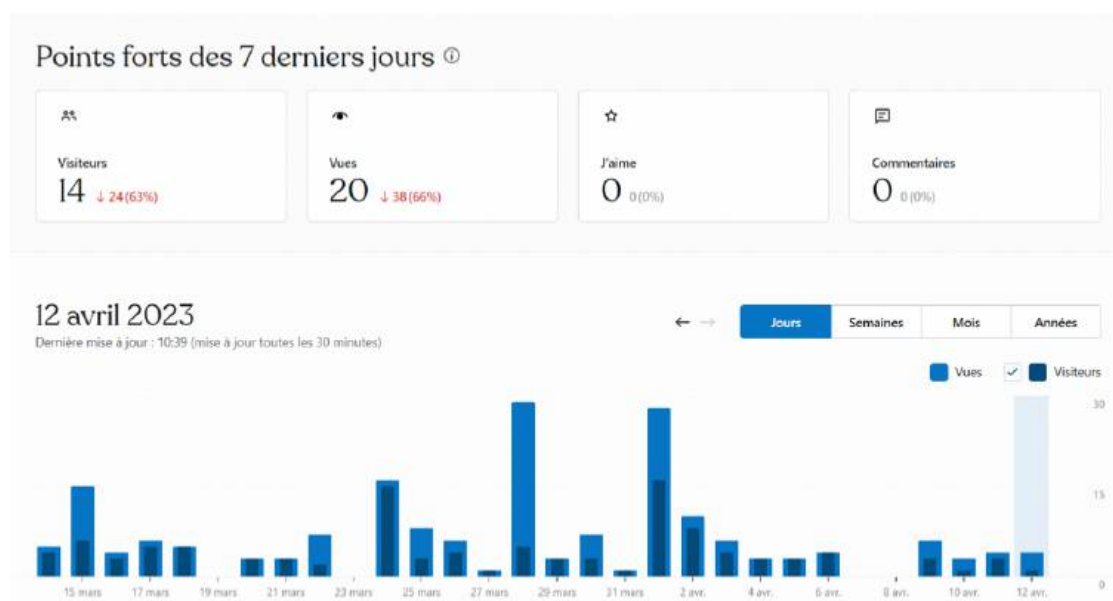 Points forts des 7 derniers jours
Visiteurs
14 ↓ 24 (63%)
Vues
20 ↓ 38 (66%)
J'aime
0 0 (0%)
Commentaires
0 0 (0%)
12 avril 2023
Dernière mise à jour : 10:39 (mise à jour toutes les 30 minutes)
← →
Jours Semaines Mois Années
Vues Visiteurs
30
15
0
15 mars 17 mars 19 mars 21 mars 23 mars 25 mars 27 mars 29 mars 31 mars 2 avr. 4 avr. 6 avr. 8 avr. 10 avr. 12 avr.